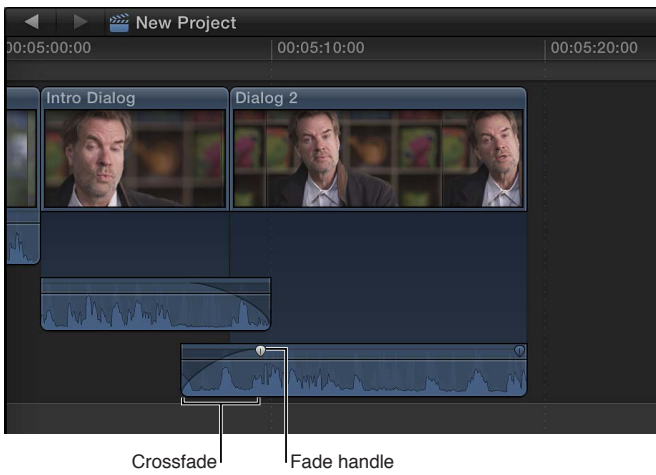 New Project
00:05:00:00
00:05:10:00
00:05:20:00
Intro Dialog
Dialog 2
Crossfade
Fade handle